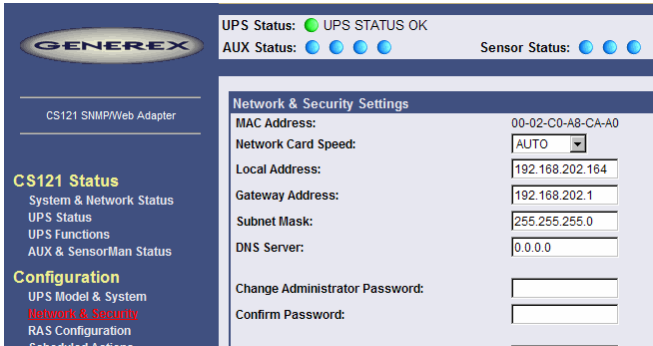 GENEREX
UPS Status: UPS STATUS OK
AUX Status: Sensor Status:
CS121 SNMP/Web Adapter
CS121 Status
System & Network Status
UPS Status
UPS Functions
AUX & SensorMan Status
Configuration
UPS Model & System
Network & Security
RAS Configuration
Scheduled Actions
Network & Security Settings
MAC Address: 00-02-C0-A8-CA-A0
Network Card Speed: AUTO
Local Address: 192.168.202.164
Gateway Address: 192.168.202.1
Subnet Mask: 255.255.255.0
DNS Server: 0.0.0.0
Change Administrator Password:
Confirm Password: